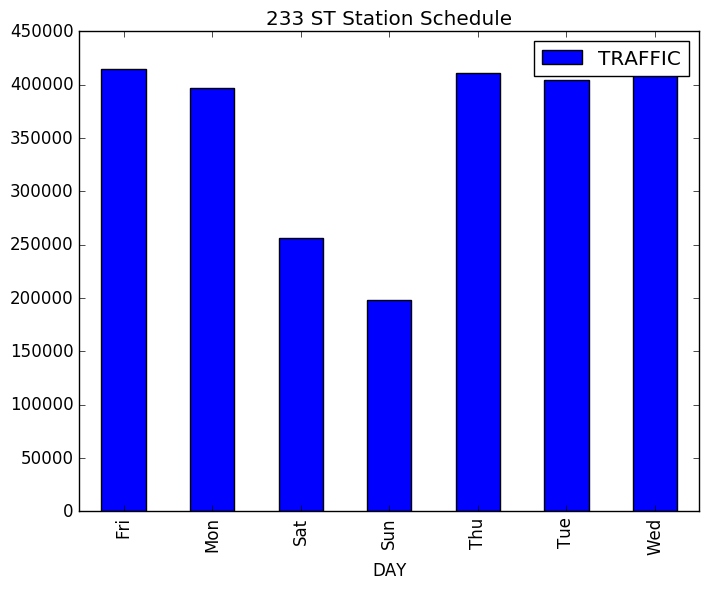 233 ST Station Schedule
TRAFFIC
450000
400000
350000
300000
250000
200000
150000
100000
50000
0
Fri
Mon
Sat
Sun
Thu
Tue
Wed
DAY